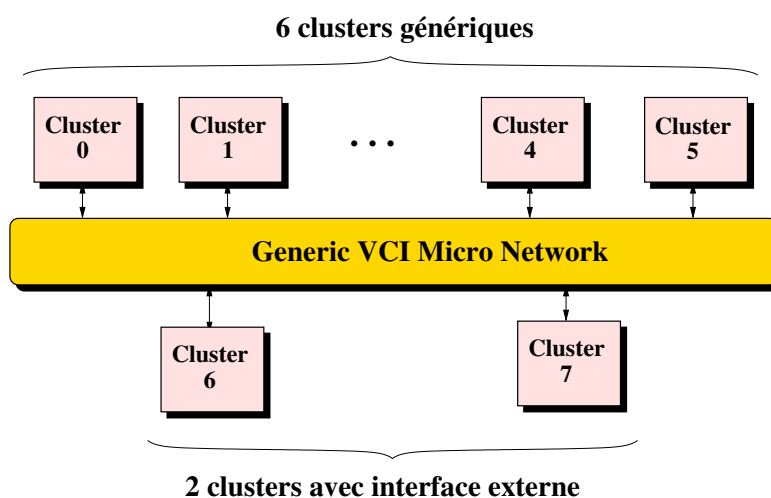 6 clusters génériques
Cluster
0
Cluster
1
. . .
Cluster
4
Cluster
5
Generic VCI Micro Network
Cluster
6
Cluster
7
2 clusters avec interface externe